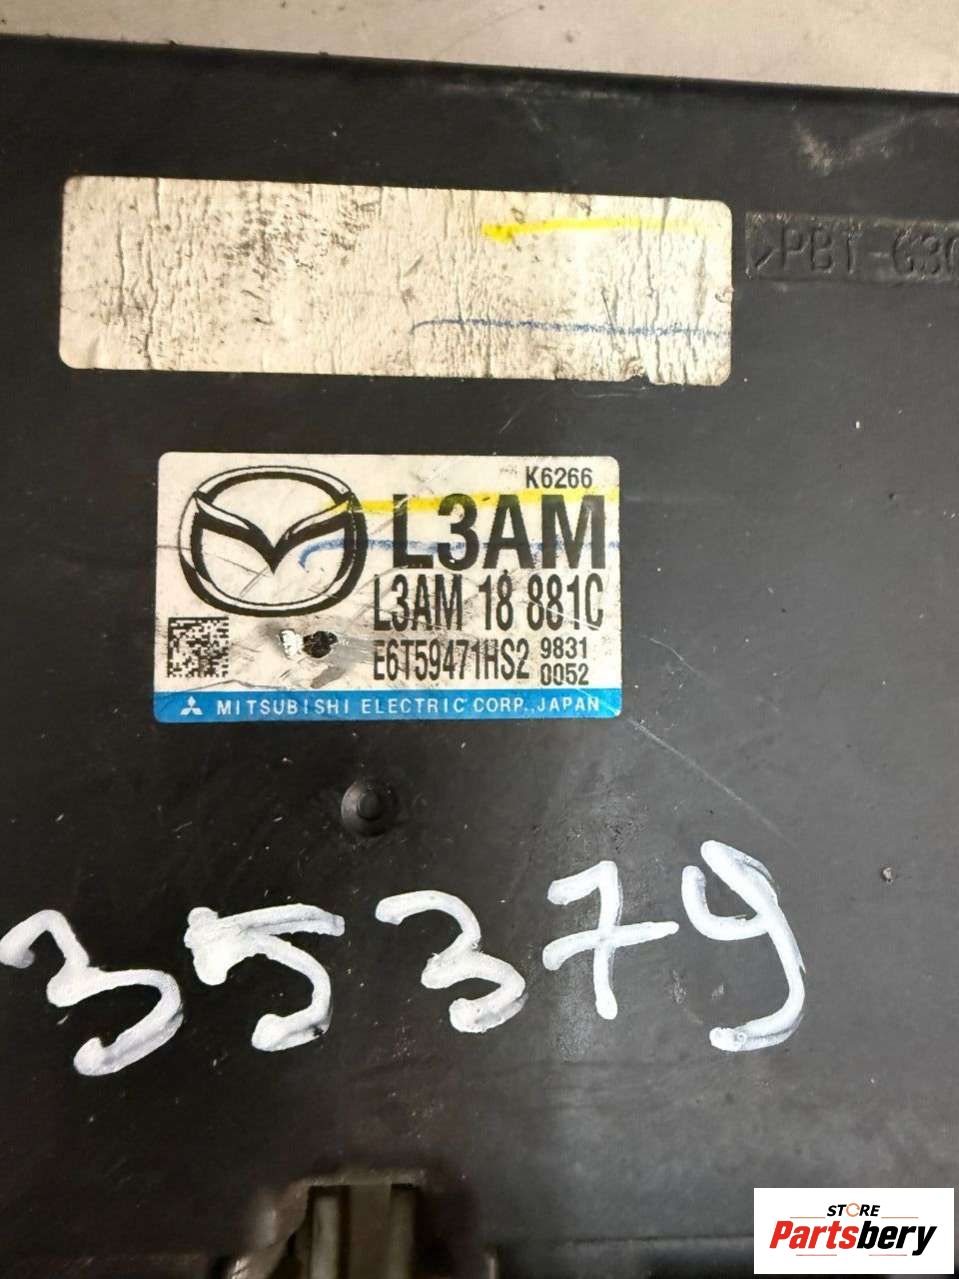 >PBT-G30
K6266
L3AM
L3AM 18 881C
E6T59471HS2 9831
0052
MITSUBISHI ELECTRIC CORP., JAPAN
35379
STORE
Partsbery